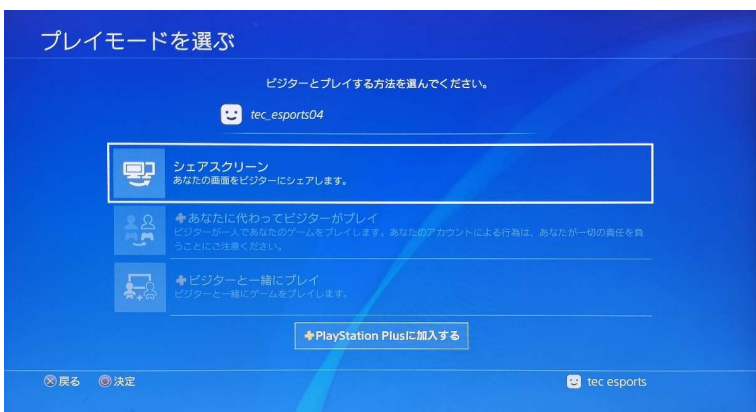 プレイモードを選ぶ
ビジターとプレイする方法を選んでください。
tec_esports04
シェアスクリーン
あなたの画面をビジターにシェアします。
あなたに代わってビジターがプレイ
ビジターが一人であなたのゲームをプレイします。あなたのアカウントによる行為は、あなたが一切の責任を負
うことにご注意ください。
ビジターと一緒にプレイ
ビジターと一緒にゲームをプレイします。
PlayStation Plusに加入する
戻る 決定 tec esports